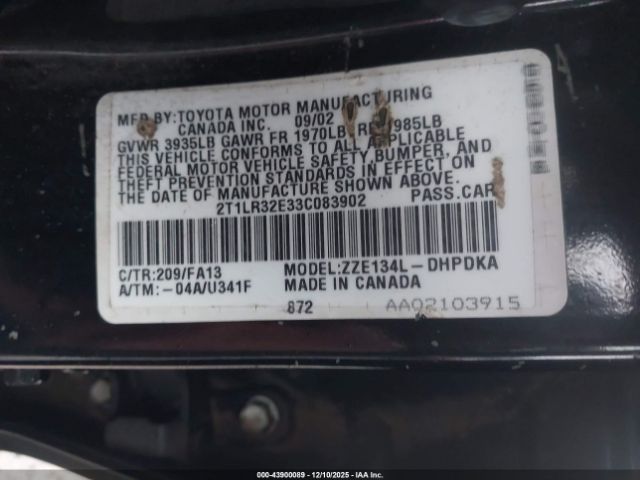 MFD BY:TOYOTA MOTOR MANUFACTURING
CANADA INC. 09/02
GVWR 3935LB GAWR FR 1970LB RR 1985LB
THIS VEHICLE CONFORMS TO ALL APPLICABLE
FEDERAL MOTOR VEHICLE SAFETY,BUMPER, AND
THEFT PREVENTION STANDARDS IN EFFECT ON
THE DATE OF MANUFACTURE SHOWN ABOVE.
2T1LR32E33C083902 PASS.CAR
C/TR:209/FA13 MODEL:ZZE134L-DHPDKA
A/TM:-04A/U341F MADE IN CANADA
872 AA02103915
000-43900089 - 12/10/2025 - IAAI Inc.